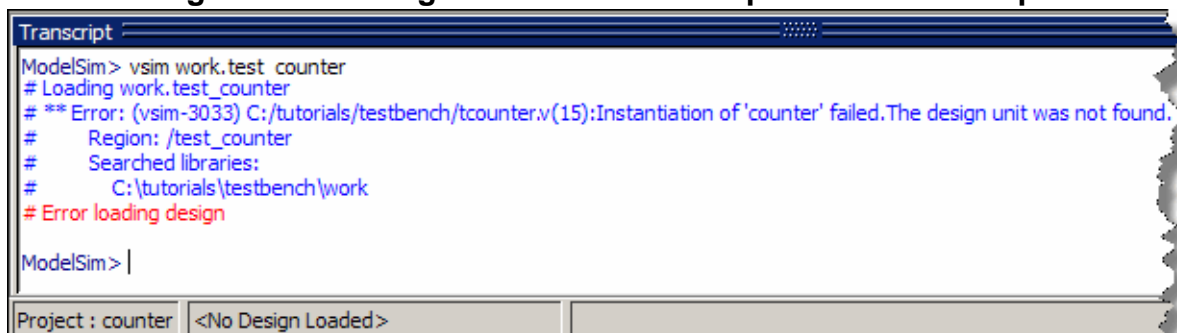 Transcript
ModelSim> vsim work.test_counter
# Loading work.test_counter
# ** Error: (vsim-3033) C:/tutorials/testbench/tcounter.v(15):Instantiation of 'counter' failed.The design unit was not found.
# Region: /test_counter
# Searched libraries:
# C:\tutorials\testbench\work
# Error loading design
ModelSim>
Project : counter <No Design Loaded>